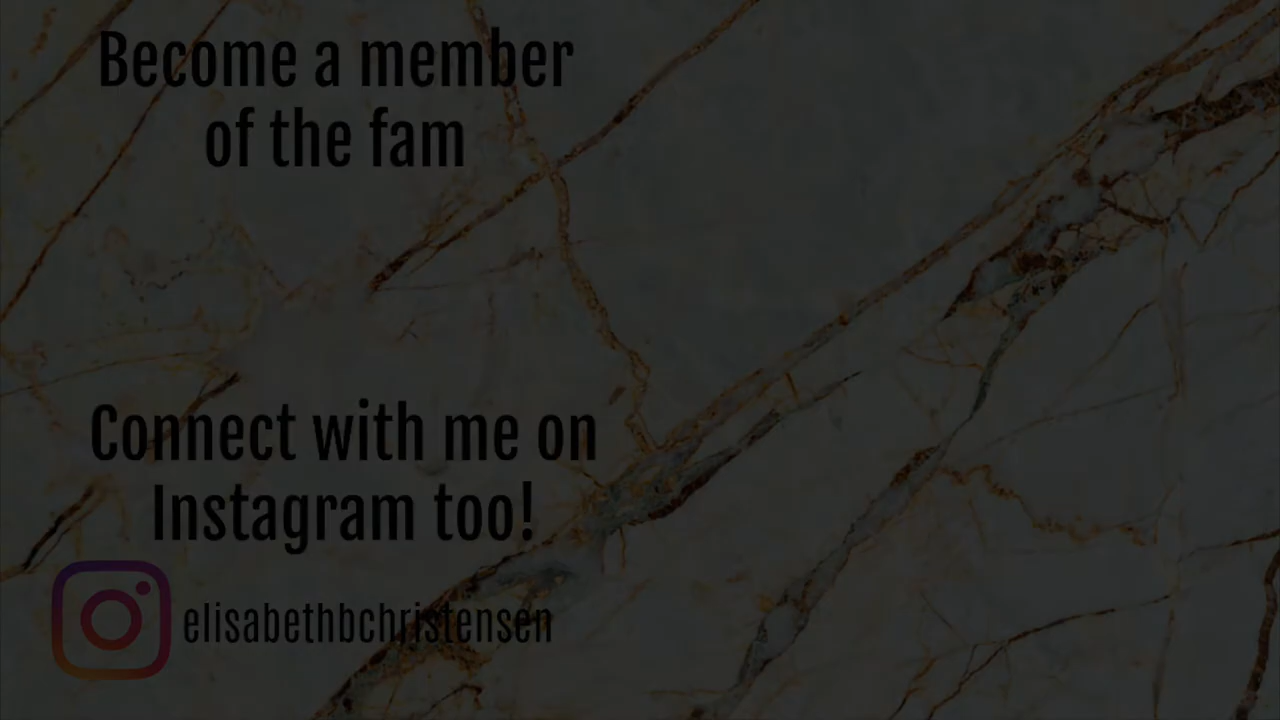 Become a member
of the fam
Connect with me on
Instagram too!
elisabethbchristensen